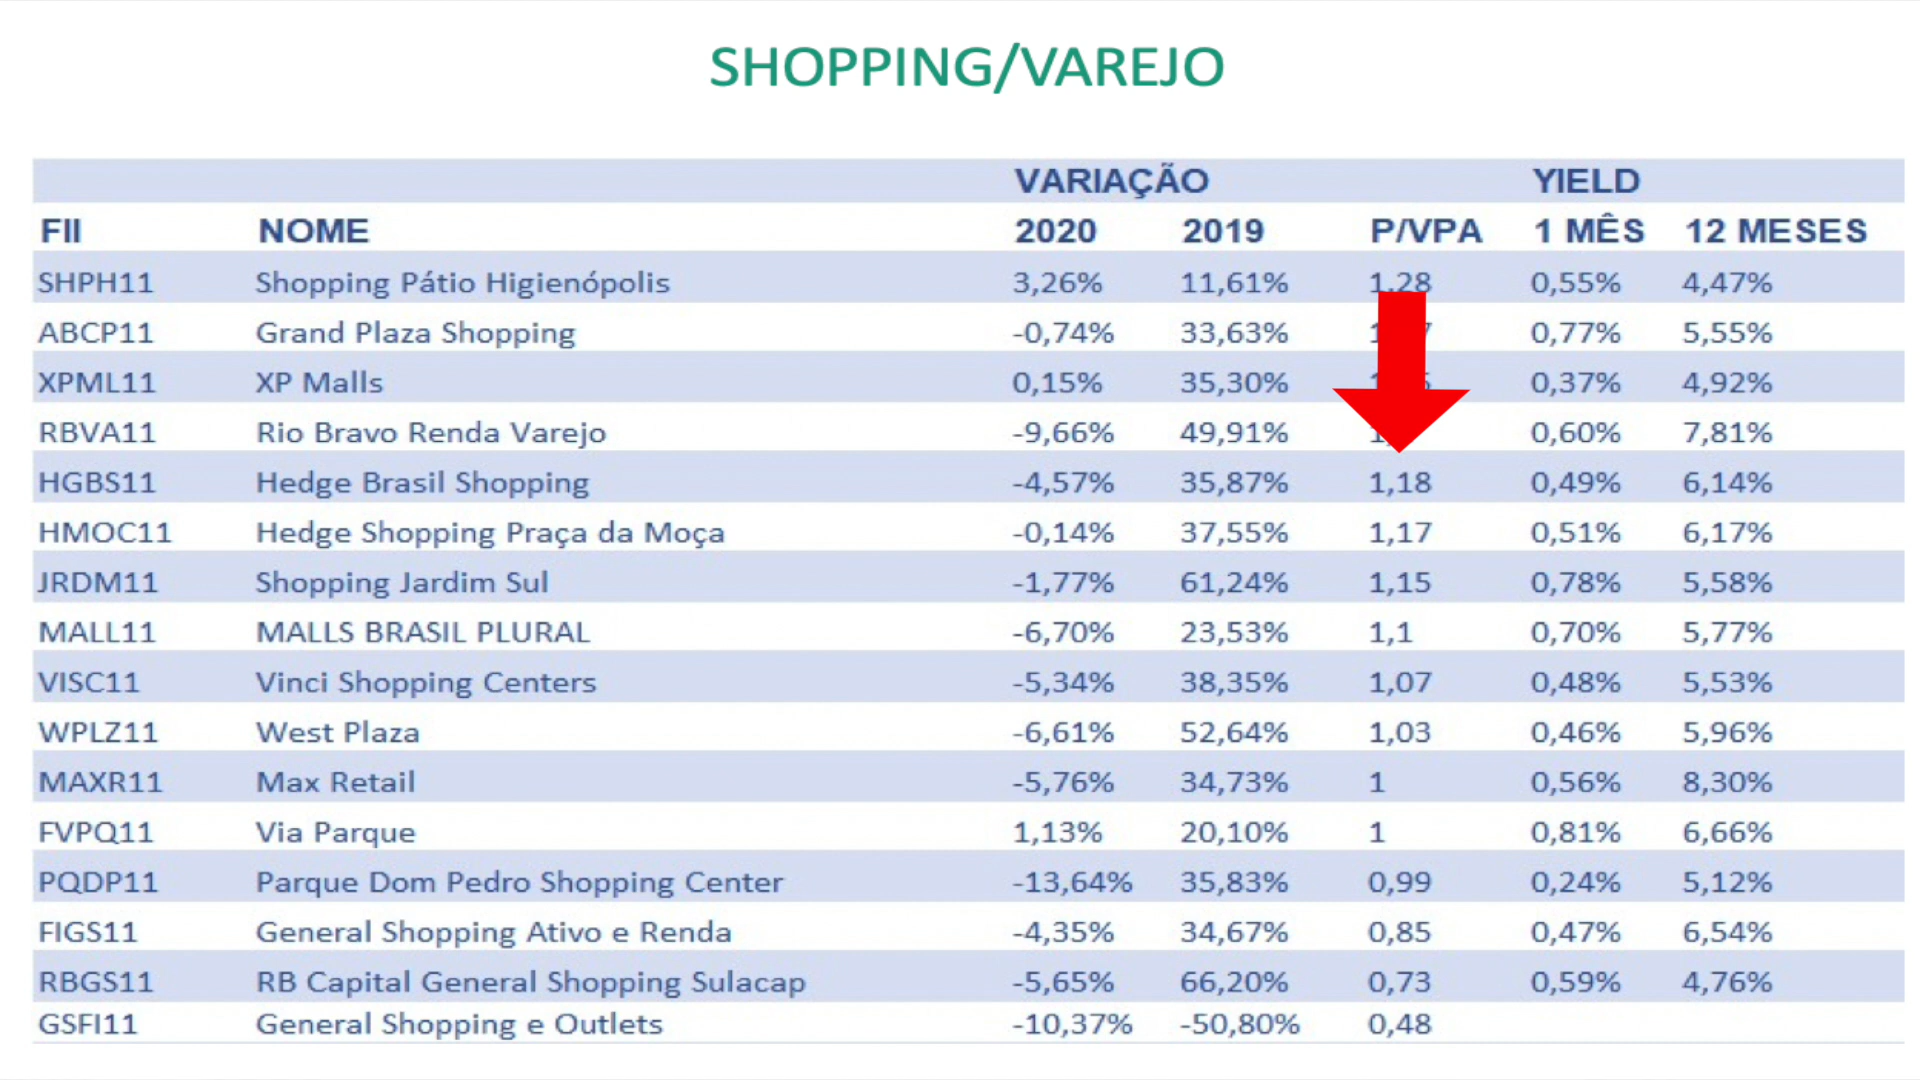 SHOPPING/VAREJO
VARIAÇÃO YIELD
FII NOME 2020 2019 P/VPA 1 MÊS 12 MESES
SHPH11 Shopping Pátio Higienópolis 3,26% 11,61% 1,28 0,55% 4,47%
ABCP11 Grand Plaza Shopping -0,74% 33,63% 0,77% 5,55%
XPML11 XP Malls 0,15% 35,30% 0,37% 4,92%
RBVA11 Rio Bravo Renda Varejo -9,66% 49,91% 0,60% 7,81%
HGBS11 Hedge Brasil Shopping -4,57% 35,87% 1,18 0,49% 6,14%
HMOC11 Hedge Shopping Praça da Moça -0,14% 37,55% 1,17 0,51% 6,17%
JRDM11 Shopping Jardim Sul -1,77% 61,24% 1,15 0,78% 5,58%
MALL11 MALLS BRASIL PLURAL -6,70% 23,53% 1,1 0,70% 5,77%
VISC11 Vinci Shopping Centers -5,34% 38,35% 1,07 0,48% 5,53%
WPLZ11 West Plaza -6,61% 52,64% 1,03 0,46% 5,96%
MAXR11 Max Retail -5,76% 34,73% 1 0,56% 8,30%
FVPQ11 Via Parque 1,13% 20,10% 1 0,81% 6,66%
PQDP11 Parque Dom Pedro Shopping Center -13,64% 35,83% 0,99 0,24% 5,12%
FIGS11 General Shopping Ativo e Renda -4,35% 34,67% 0,85 0,47% 6,54%
RBGS11 RB Capital General Shopping Sulacap -5,65% 66,20% 0,73 0,59% 4,76%
GSFI11 General Shopping e Outlets -10,37% -50,80% 0,48